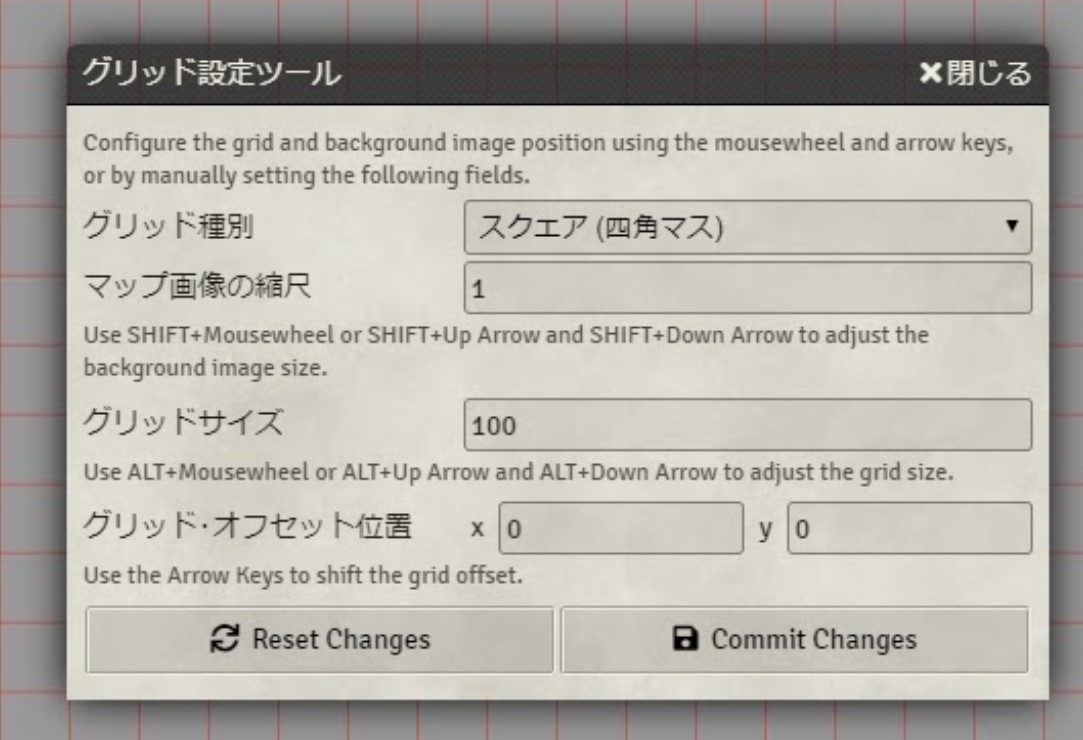 グリッド設定ツール ✖閉じる
Configure the grid and background image position using the mousewheel and arrow keys,
or by manually setting the following fields.
グリッド種別 スクエア (四角マス)
マップ画像の縮尺 1
Use SHIFT+Mousewheel or SHIFT+Up Arrow and SHIFT+Down Arrow to adjust the
background image size.
グリッドサイズ 100
Use ALT+Mousewheel or ALT+Up Arrow and ALT+Down Arrow to adjust the grid size.
グリッド・オフセット位置 x 0 y 0
Use the Arrow Keys to shift the grid offset.
Reset Changes Commit Changes